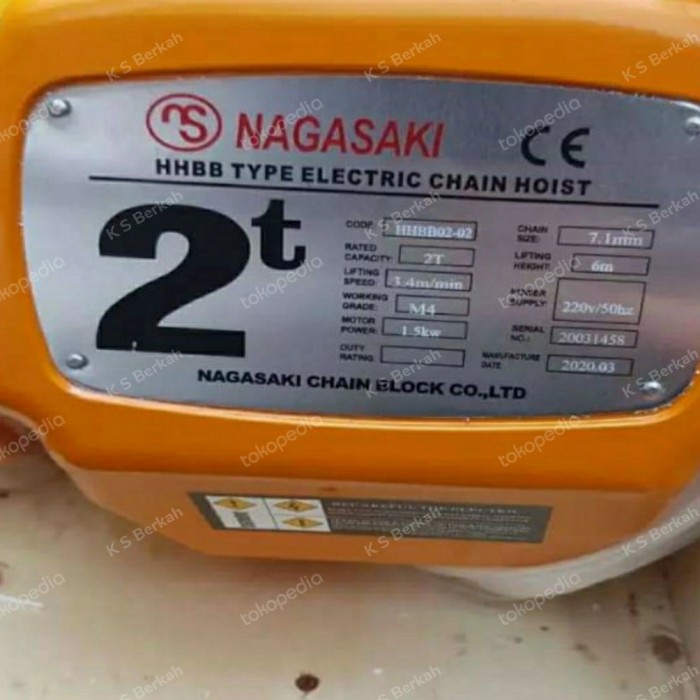 NS NAGASAKI CE
HHBB TYPE ELECTRIC CHAIN HOIST
2t
CODE: HHBB02-02
RATED CAPACITY: 2T
LIFTING SPEED: 3.4m/min
WORKING GRADE: M4
MOTOR POWER: 1.5kw
DUTY RATING:
CHAIN SIZE: 7.1mm
LIFTING HEIGHT: 6m
POWER SUPPLY: 220v/50hz
SERIAL NO.: 20031458
MANUFACTURE DATE: 2020.03
NAGASAKI CHAIN BLOCK CO.,LTD
tokopedia
K S Berkah